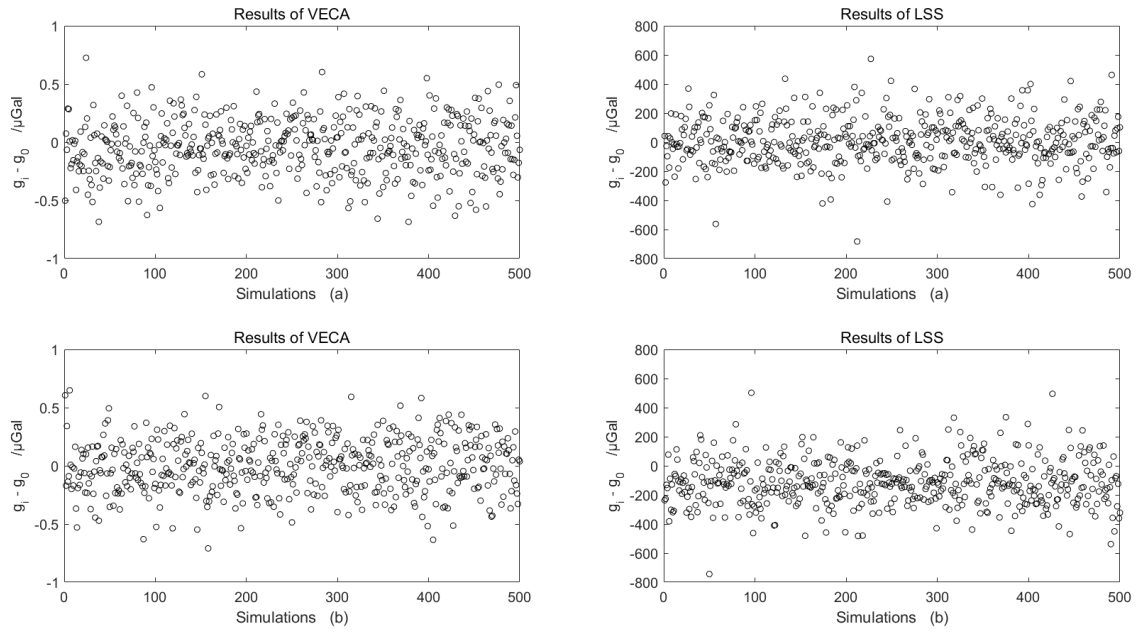 Results of VECA
1
0.5
0
-0.5
-1
g_i - g_0 /μGal
0 100 200 300 400 500
Simulations (a)
Results of LSS
800
600
400
200
0
-200
-400
-600
-800
g_i - g_0 /μGal
0 100 200 300 400 500
Simulations (a)
Results of VECA
1
0.5
0
-0.5
-1
g_i - g_0 /μGal
0 100 200 300 400 500
Simulations (b)
Results of LSS
800
600
400
200
0
-200
-400
-600
-800
g_i - g_0 /μGal
0 100 200 300 400 500
Simulations (b)